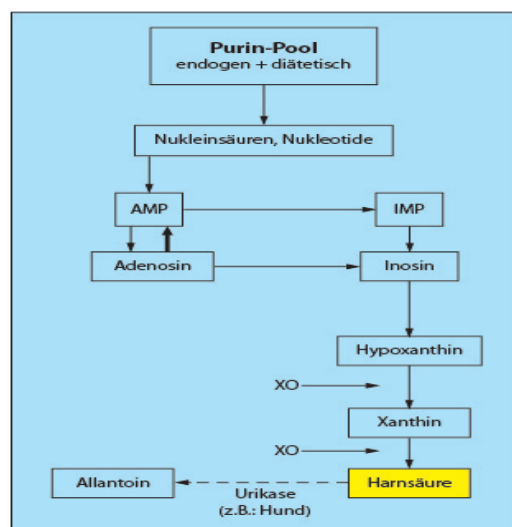 Purin-Pool
endogen + diätetisch
Nukleinsäuren, Nukleotide
AMP
IMP
Adenosin
Inosin
Hypoxanthin
XO
Xanthin
XO
Allantoin
Harnsäure
Urikase
(z.B.: Hund)